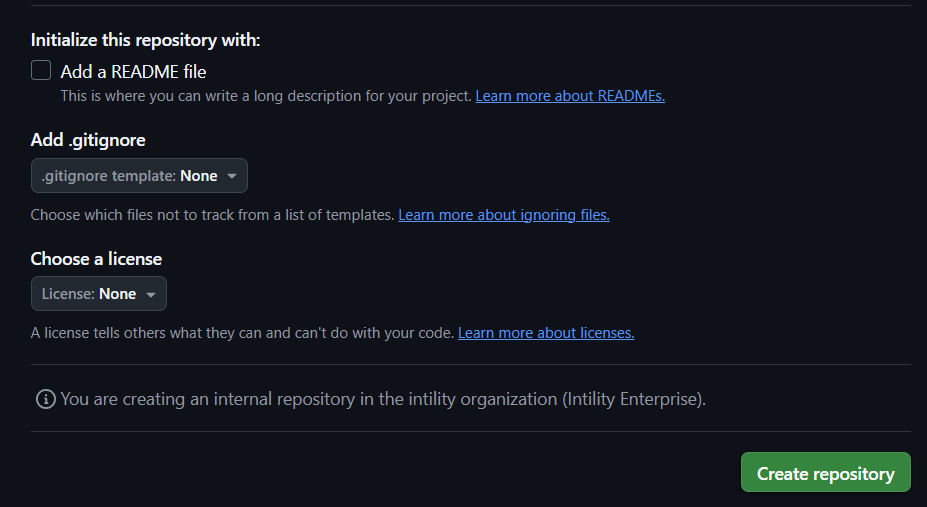 Initialize this repository with:
Add a README file
This is where you can write a long description for your project. Learn more about READMEs.
Add .gitignore
.gitignore template: None
Choose which files not to track from a list of templates. Learn more about ignoring files.
Choose a license
License: None
A license tells others what they can and can't do with your code. Learn more about licenses.
You are creating an internal repository in the intility organization (Intility Enterprise).
Create repository